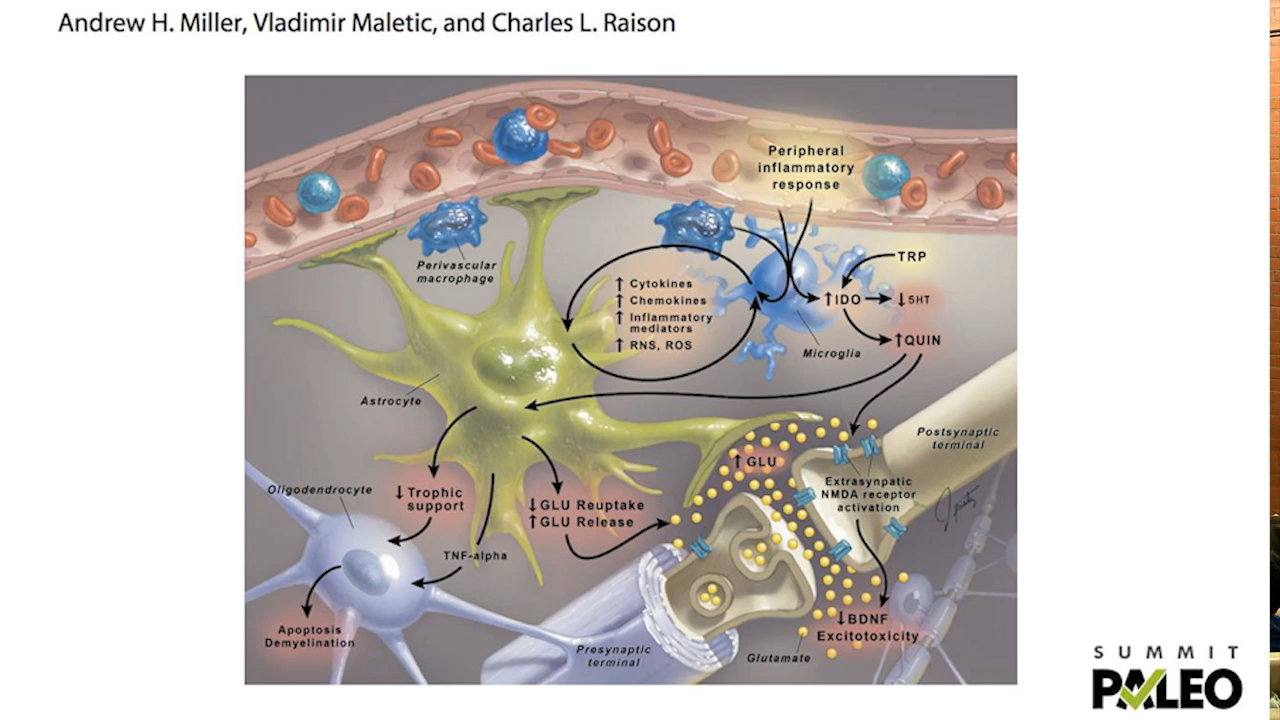 Andrew H. Miller, Vladimir Maletic, and Charles L. Raison
Peripheral
inflammatory
response
Perivascular
macrophage
↑ Cytokines
↑ Chemokines
↑ Inflammatory
mediators
↑ RNS, ROS
TRP
↑IDO
↓5HT
↑QUIN
Microglia
Astrocyte
Postsynaptic
terminal
↑ GLU
Extrasynpatic
NMDA receptor
activation
Oligodendrocyte
↓ Trophic
support
↓GLU Reuptake
↑GLU Release
TNF-alpha
↓BDNF
Excitotoxicity
Apoptosis
Demyelination
Presynaptic
terminal
Glutamate
SUMMIT
PALEO